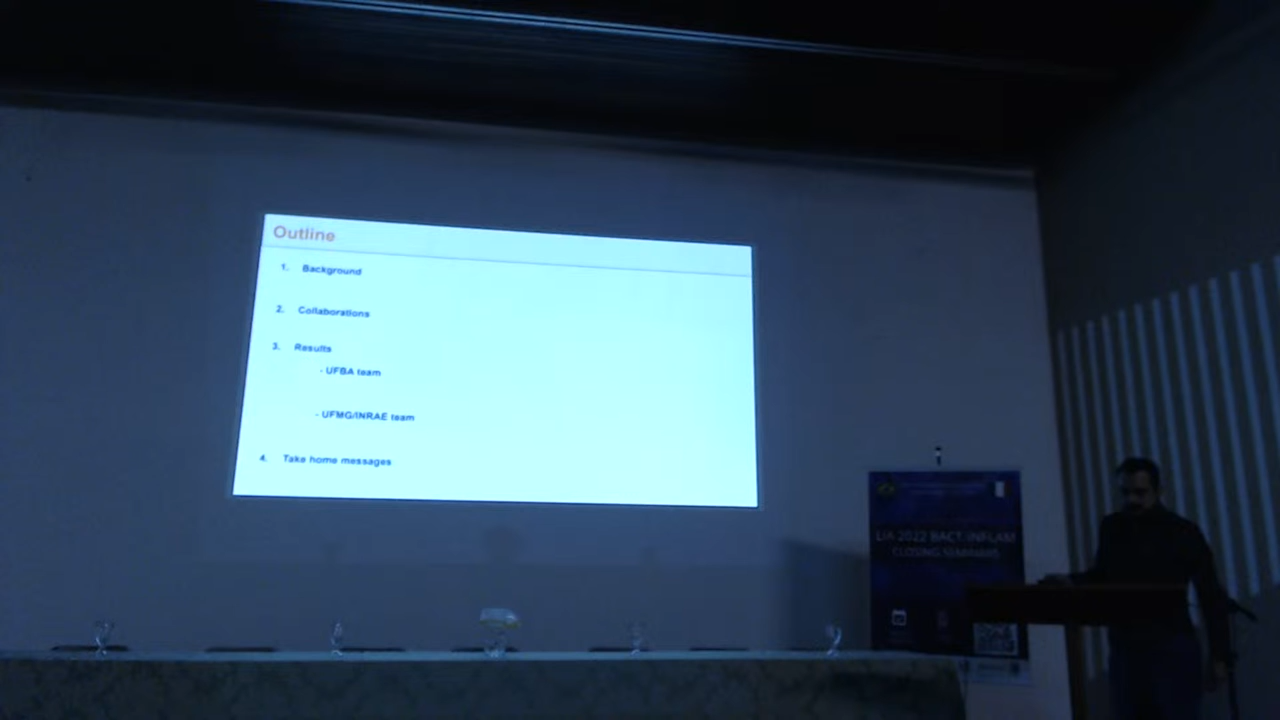 Outline
1. Background
2. Collaborations
3. Results
- UFBA team
- UFMG/INRAE team
4. Take home messages
LIA 2022 BACT-INFLAM
CLOSING SEMINARS